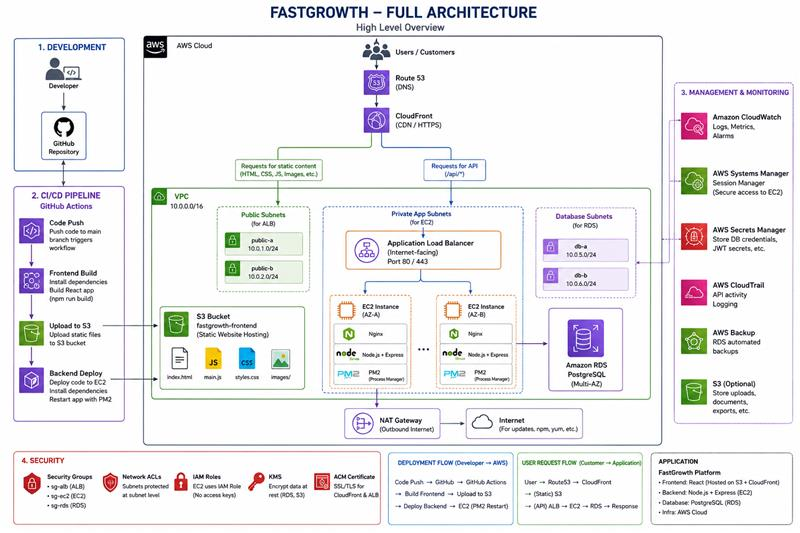 FASTGROWTH – FULL ARCHITECTURE
High Level Overview
1. DEVELOPMENT
Developer
GitHub
Repository
2. CI/CD PIPELINE
GitHub Actions
Code Push
Push code to main
branch triggers
workflow
Frontend Build
Install dependencies
Build React app
(npm run build)
Upload to S3
Upload static files
to S3 bucket
Backend Deploy
Deploy code to EC2
Install dependencies
Restart app with PM2
aws
AWS Cloud
Users / Customers
53
Route 53
(DNS)
CloudFront
(CDN / HTTPS)
Requests for static content
(HTML, CSS, JS, Images, etc.)
Requests for API
(/api/*)
VPC
10.0.0.0/16
Public Subnets
(for ALB)
public-a
10.0.1.0/24
public-b
10.0.2.0/24
Private App Subnets
(for EC2)
Application Load Balancer
(Internet-facing)
Port 80 / 443
Database Subnets
(for RDS)
db-a
10.0.5.0/24
db-b
10.0.6.0/24
S3 Bucket
fastgrowth-frontend
(Static Website Hosting)
JS
CSS
index.html
main.js
styles.css
images/
EC2 Instance
(AZ-A)
Nginx
node
Node.js + Express
PM2
PM2
(Process Manager)
...
EC2 Instance
(AZ-B)
Nginx
node
Node.js + Express
PM2
PM2
(Process Manager)
Amazon RDS
PostgreSQL
(Multi-AZ)
NAT Gateway
(Outbound Internet)
Internet
(For updates, npm, yum, etc.)
3. MANAGEMENT & MONITORING
Amazon CloudWatch
Logs, Metrics,
Alarms
AWS Systems Manager
Session Manager
(Secure access to EC2)
AWS Secrets Manager
Store DB credentials,
JWT secrets, etc.
AWS CloudTrail
API activity
Logging
AWS Backup
RDS automated
backups
S3 (Optional)
Store uploads,
documents,
exports, etc.
4. SECURITY
Security Groups
• sg-alb (ALB)
• sg-ec2 (EC2)
• sg-rds (RDS)
Network ACLs
Subnets protected
at subnet level
IAM Roles
EC2 uses IAM Role
(No access keys)
KMS
Encrypt data at
rest (RDS, S3)
ACM Certificate
SSL/TLS for
CloudFront & ALB
DEPLOYMENT FLOW (Developer → AWS)
Code Push → GitHub → GitHub Actions
→ Build Frontend → Upload to S3
→ Deploy Backend → EC2 (PM2 Restart)
USER REQUEST FLOW (Customer → Application)
User → Route53 → CloudFront
→ (Static) S3
→ (API) ALB → EC2 → RDS → Response
APPLICATION
FastGrowth Platform
• Frontend: React (Hosted on S3 + CloudFront)
• Backend: Node.js + Express (EC2)
• Database: PostgreSQL (RDS)
• Infra: AWS Cloud